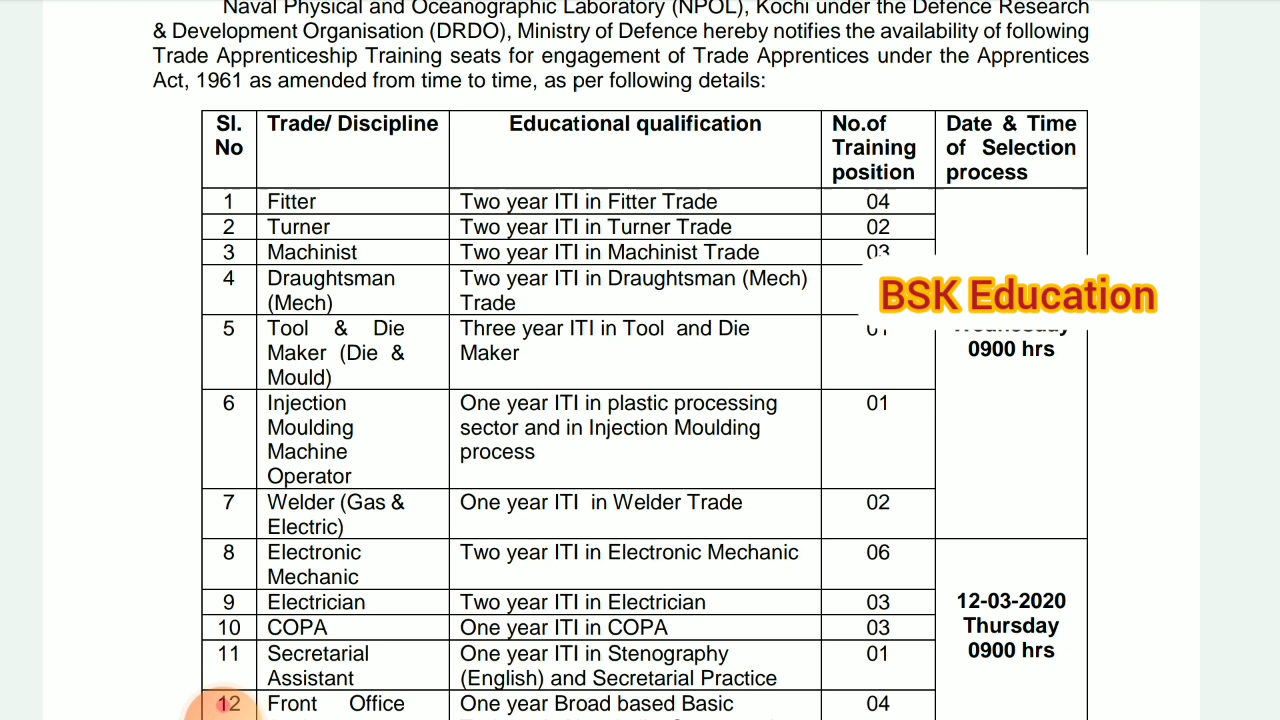 Naval Physical and Oceanographic Laboratory (NPOL), Kochi under the Defence Research
& Development Organisation (DRDO), Ministry of Defence hereby notifies the availability of following
Trade Apprenticeship Training seats for engagement of Trade Apprentices under the Apprentices
Act, 1961 as amended from time to time, as per following details:
Sl. No Trade/ Discipline Educational qualification No.of Training position Date & Time of Selection process
1 Fitter Two year ITI in Fitter Trade 04
2 Turner Two year ITI in Turner Trade 02
3 Machinist Two year ITI in Machinist Trade 03
4 Draughtsman (Mech) Two year ITI in Draughtsman (Mech) Trade
BSK Education
5 Tool & Die Maker (Die & Mould) Three year ITI in Tool and Die Maker 01
Wednesday
0900 hrs
6 Injection Moulding Machine Operator One year ITI in plastic processing sector and in Injection Moulding process 01
7 Welder (Gas & Electric) One year ITI in Welder Trade 02
8 Electronic Mechanic Two year ITI in Electronic Mechanic 06
9 Electrician Two year ITI in Electrician 03
12-03-2020
Thursday
0900 hrs
10 COPA One year ITI in COPA 03
11 Secretarial Assistant One year ITI in Stenography (English) and Secretarial Practice 01
12 Front Office One year Broad based Basic 04